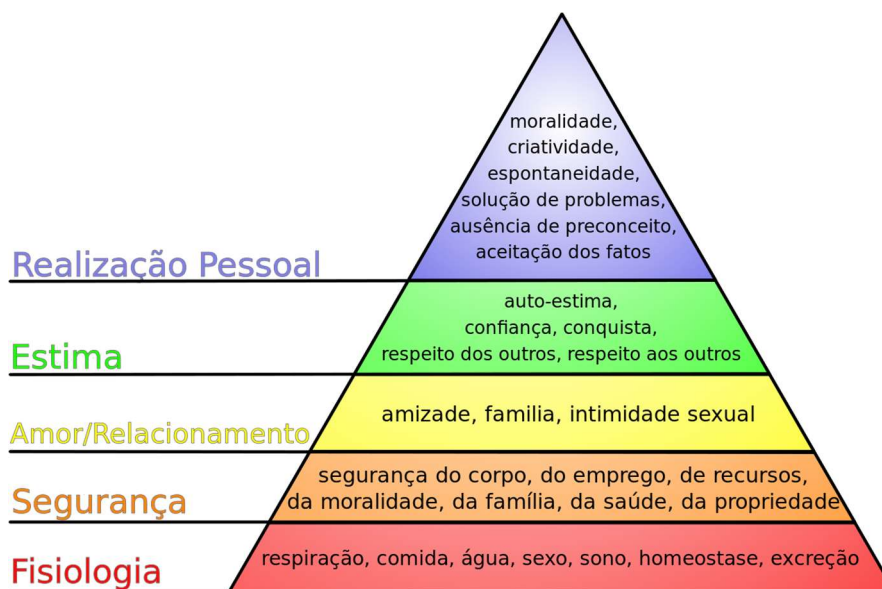 moralidade,
criatividade,
espontaneidade,
solução de problemas,
ausência de preconceito,
aceitação dos fatos
Realização Pessoal
auto-estima,
confiança, conquista,
respeito dos outros, respeito aos outros
Estima
amizade, familia, intimidade sexual
Amor/Relacionamento
segurança do corpo, do emprego, de recursos,
da moralidade, da família, da saúde, da propriedade
Segurança
respiração, comida, água, sexo, sono, homeostase, excreção
Fisiologia